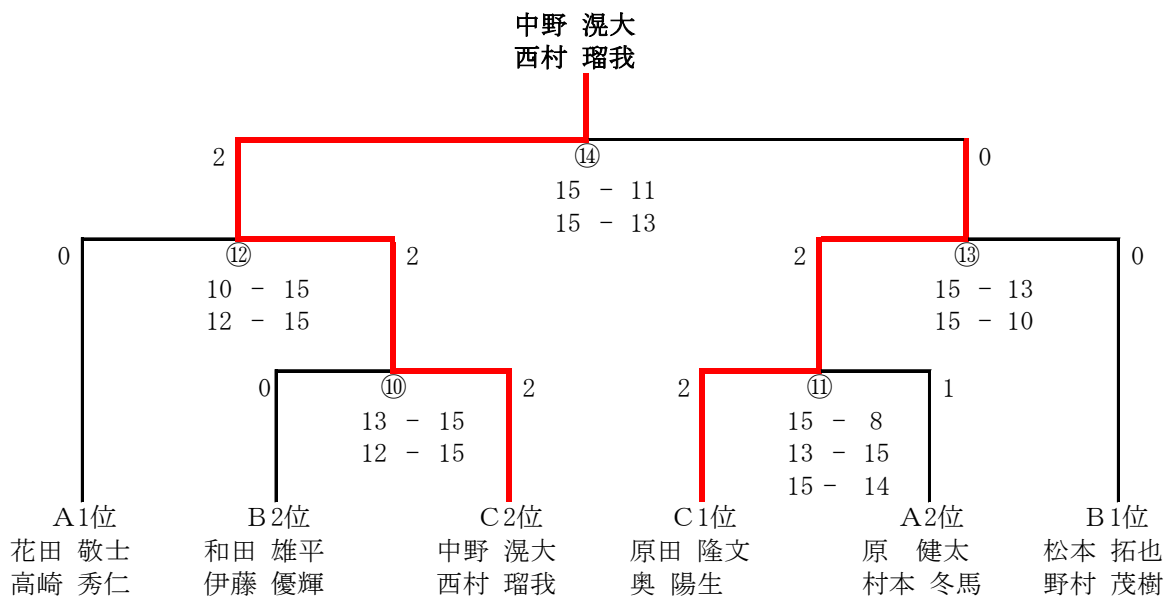 中野 滉大
西村 瑠我
2 ⑭ 0
15 － 11
15 － 13
0 ⑫ 2 2 ⑬ 0
10 － 15 15 － 13
12 － 15 15 － 10
0 ⑩ 2 2 ⑪ 1
13 － 15 15 － 8
12 － 15 13 － 15
15 － 14
Ａ1位 Ｂ2位 Ｃ2位 Ｃ1位 Ａ2位 Ｂ1位
花田 敬士 和田 雄平 中野 滉大 原田 隆文 原　健太 松本 拓也
高崎 秀仁 伊藤 優輝 西村 瑠我 奥 陽生 村本 冬馬 野村 茂樹